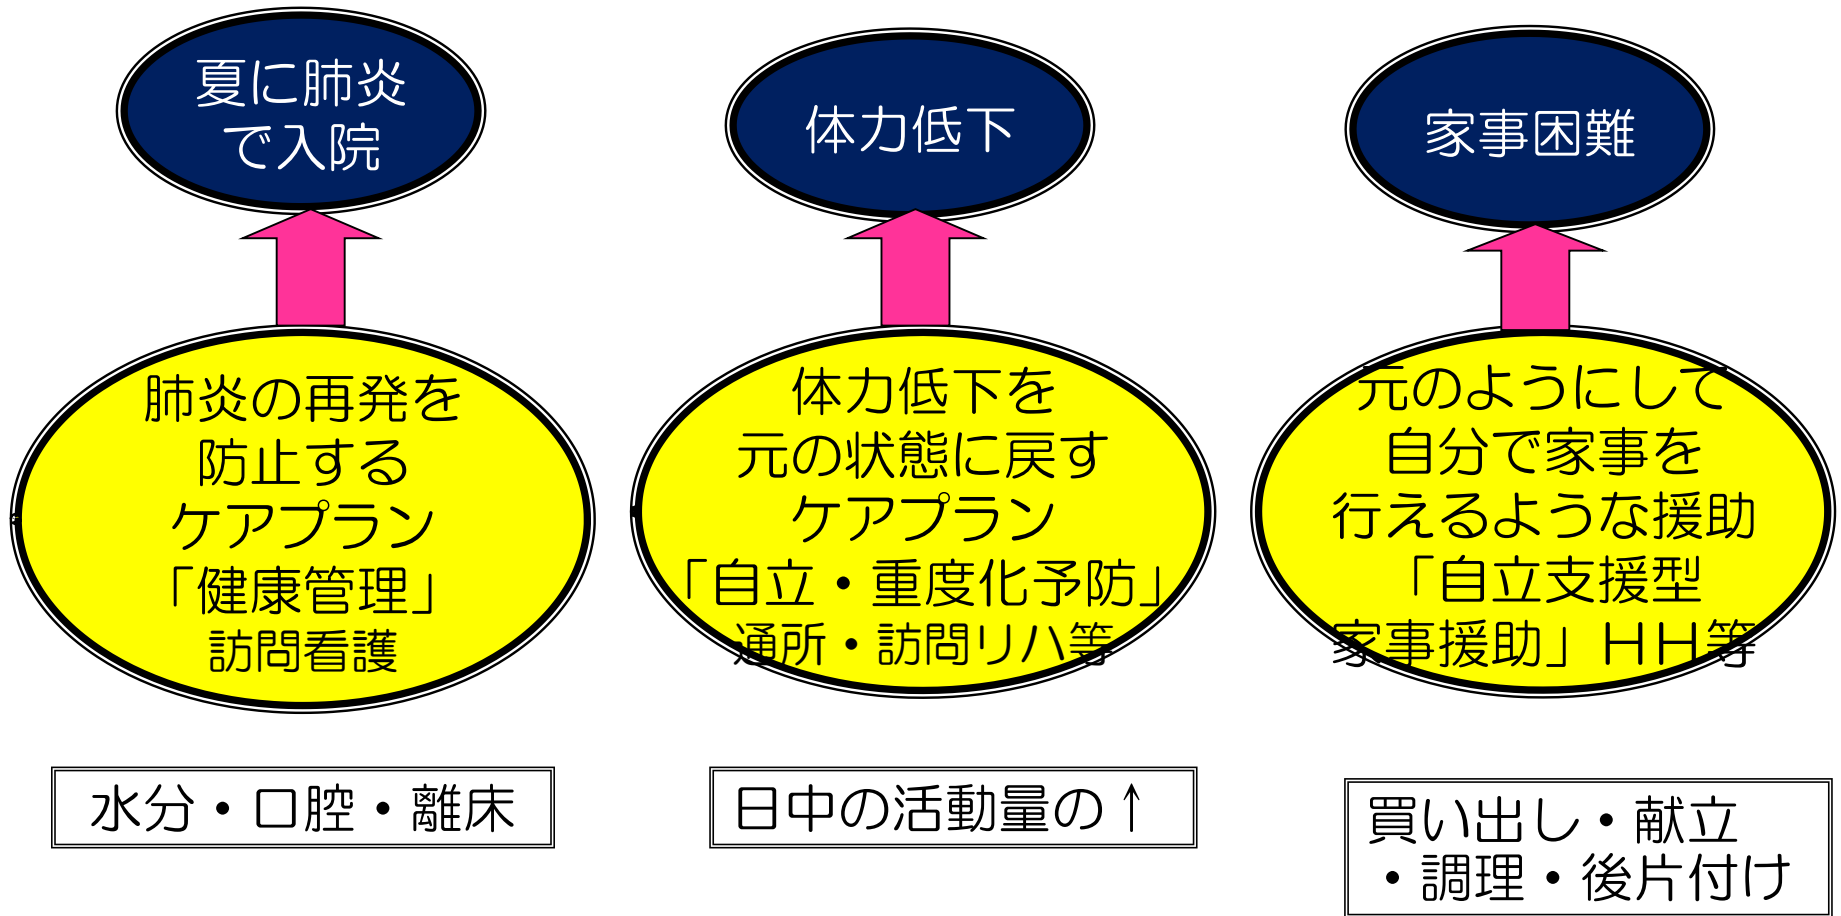 夏に肺炎
で入院
体力低下
家事困難
肺炎の再発を
防止する
ケアプラン
「健康管理」
訪問看護
体力低下を
元の状態に戻す
ケアプラン
「自立・重度化予防」
通所・訪問リハ等
元のようにして
自分で家事を
行えるような援助
「自立支援型
家事援助」ＨＨ等
水分・口腔・離床
日中の活動量の↑
買い出し・献立
・調理・後片付け